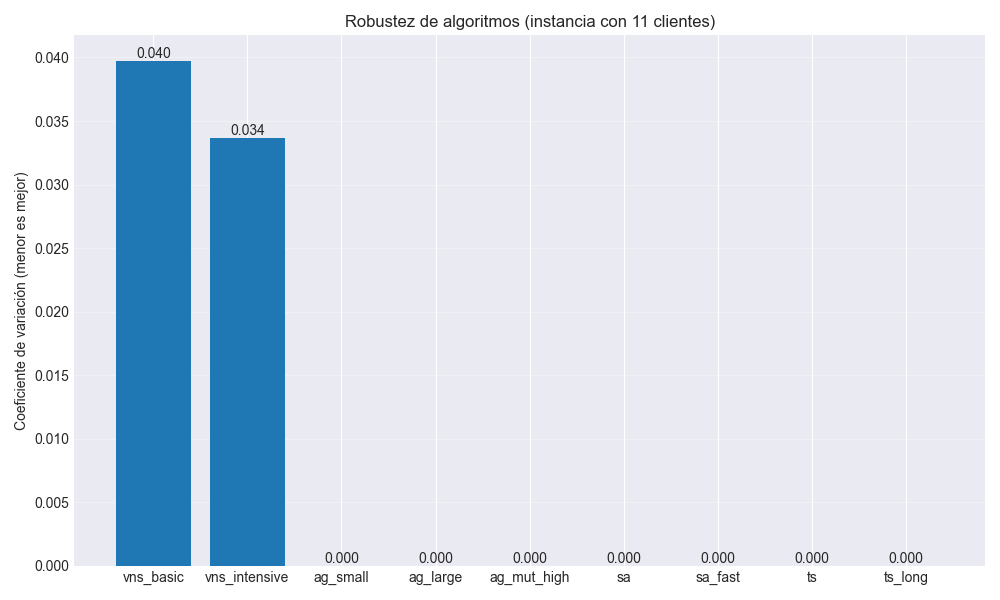 Robustez de algoritmos (instancia con 11 clientes)
Coeficiente de variación (menor es mejor)
0.040
0.035
0.030
0.025
0.020
0.015
0.010
0.005
0.000
0.040
0.034
0.000
0.000
0.000
0.000
0.000
0.000
0.000
vns_basic
vns_intensive
ag_small
ag_large
ag_mut_high
sa
sa_fast
ts
ts_long